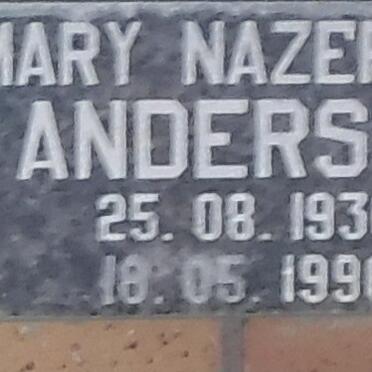 MARY NAZER
ANDERS
25. 08. 193
18. 05. 199